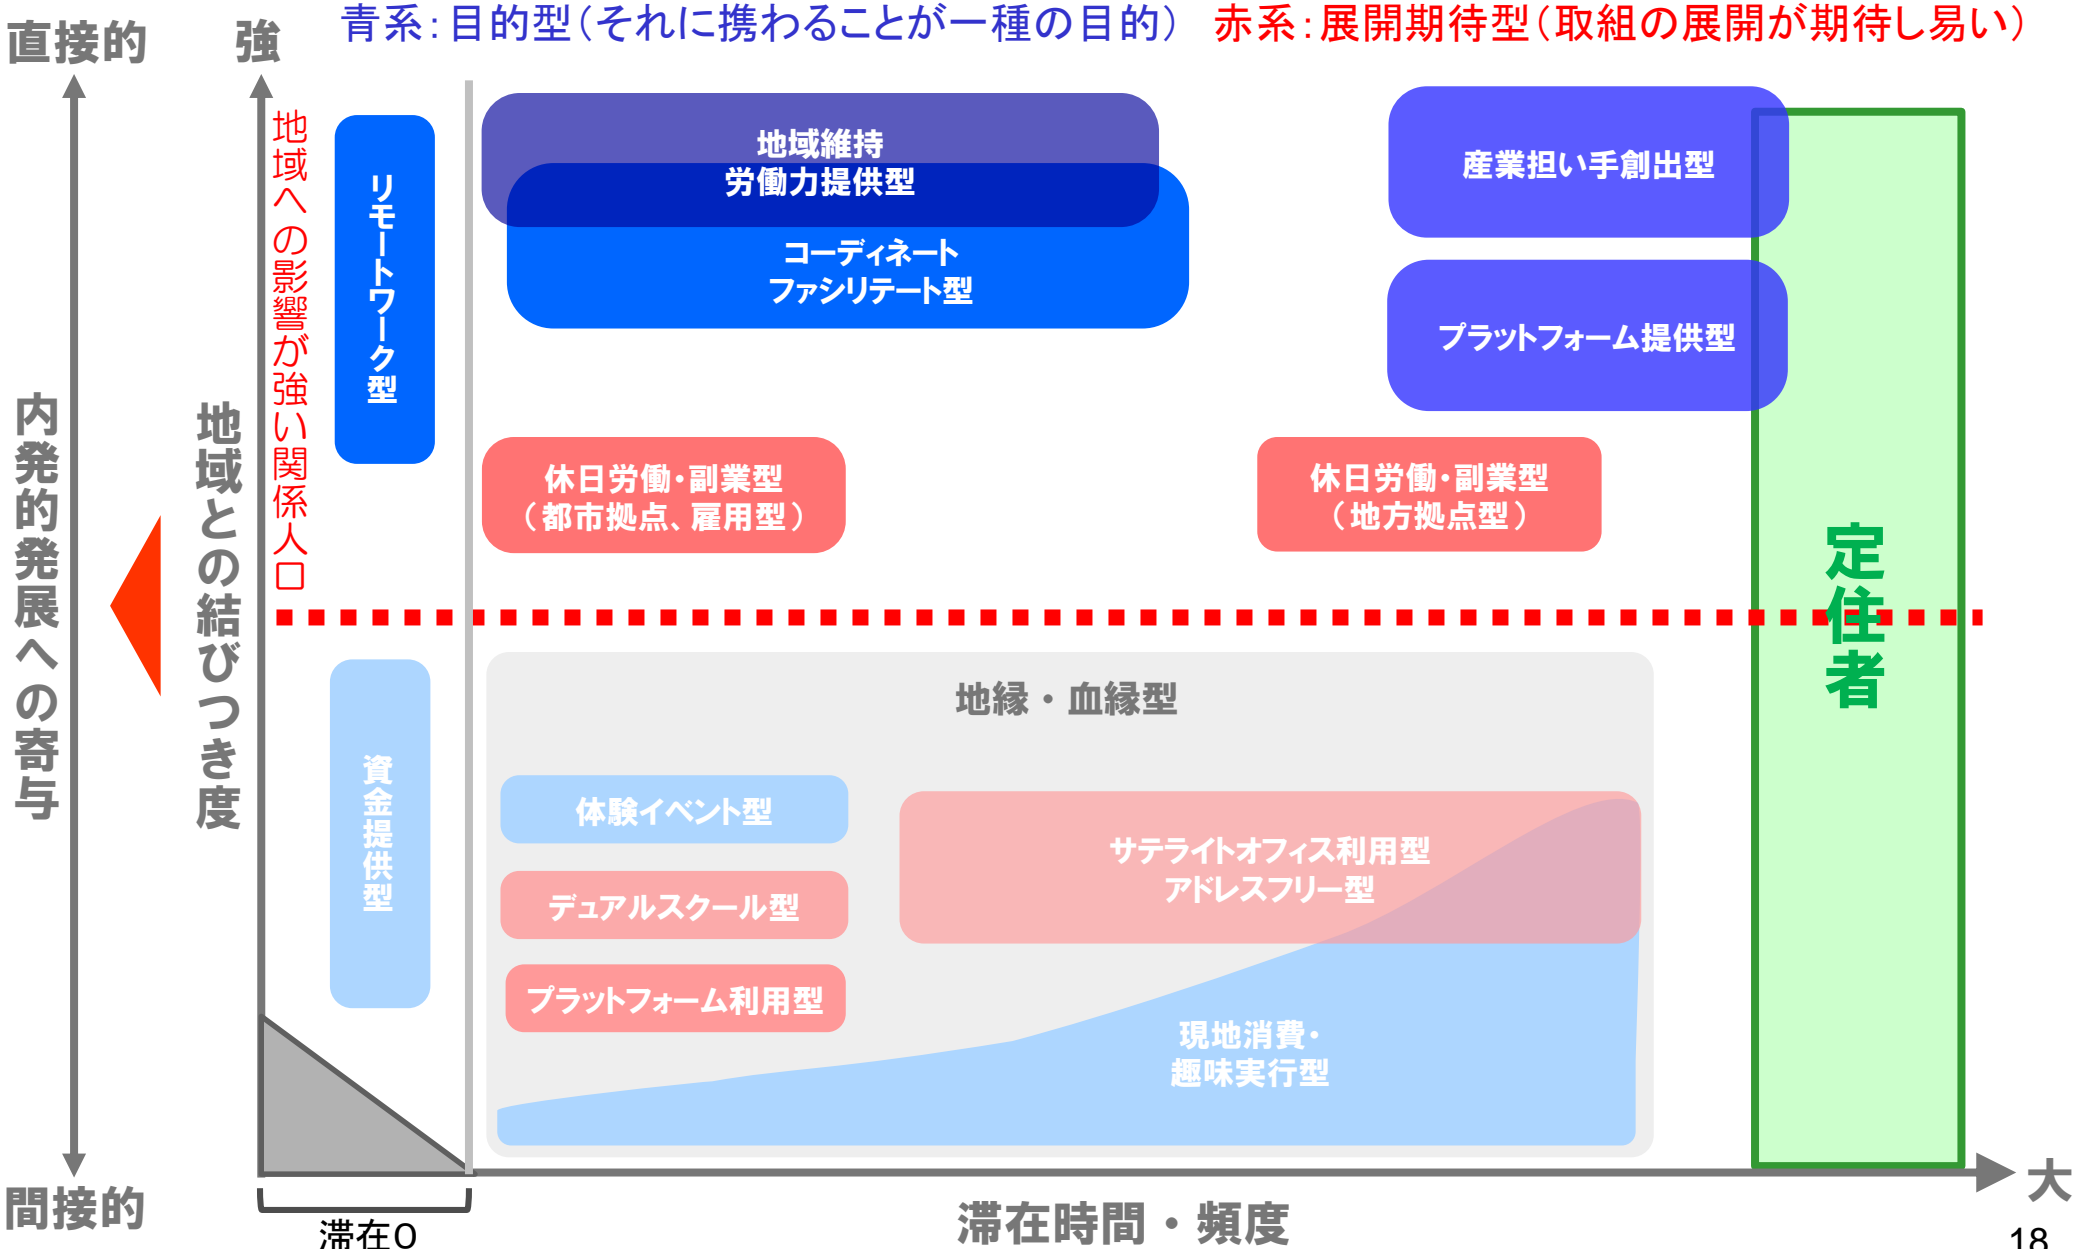 青系：目的型（それに携わることが一種の目的） 赤系：展開期待型（取組の展開が期待し易い）
直接的
強
内発的発展への寄与
地域との結びつき度
地域への影響が強い関係人口
リモートワーク型
地域維持
労働力提供型
コーディネート
ファシリテート型
産業担い手創出型
プラットフォーム提供型
休日労働・副業型
（都市拠点、雇用型）
休日労働・副業型
（地方拠点型）
定住者
地縁・血縁型
資金提供型
体験イベント型
デュアルスクール型
プラットフォーム利用型
サテライトオフィス利用型
アドレスフリー型
現地消費・
趣味実行型
間接的
滞在0
滞在時間・頻度
大
18